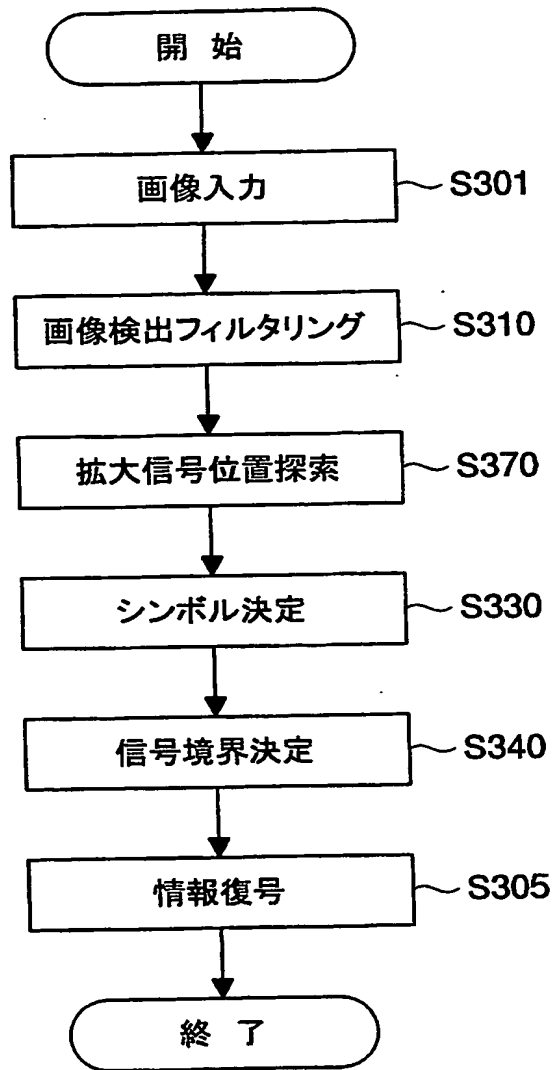 開 始
画像入力 S301
画像検出フィルタリング S310
拡大信号位置探索 S370
シンボル決定 S330
信号境界決定 S340
情報復号 S305
終 了